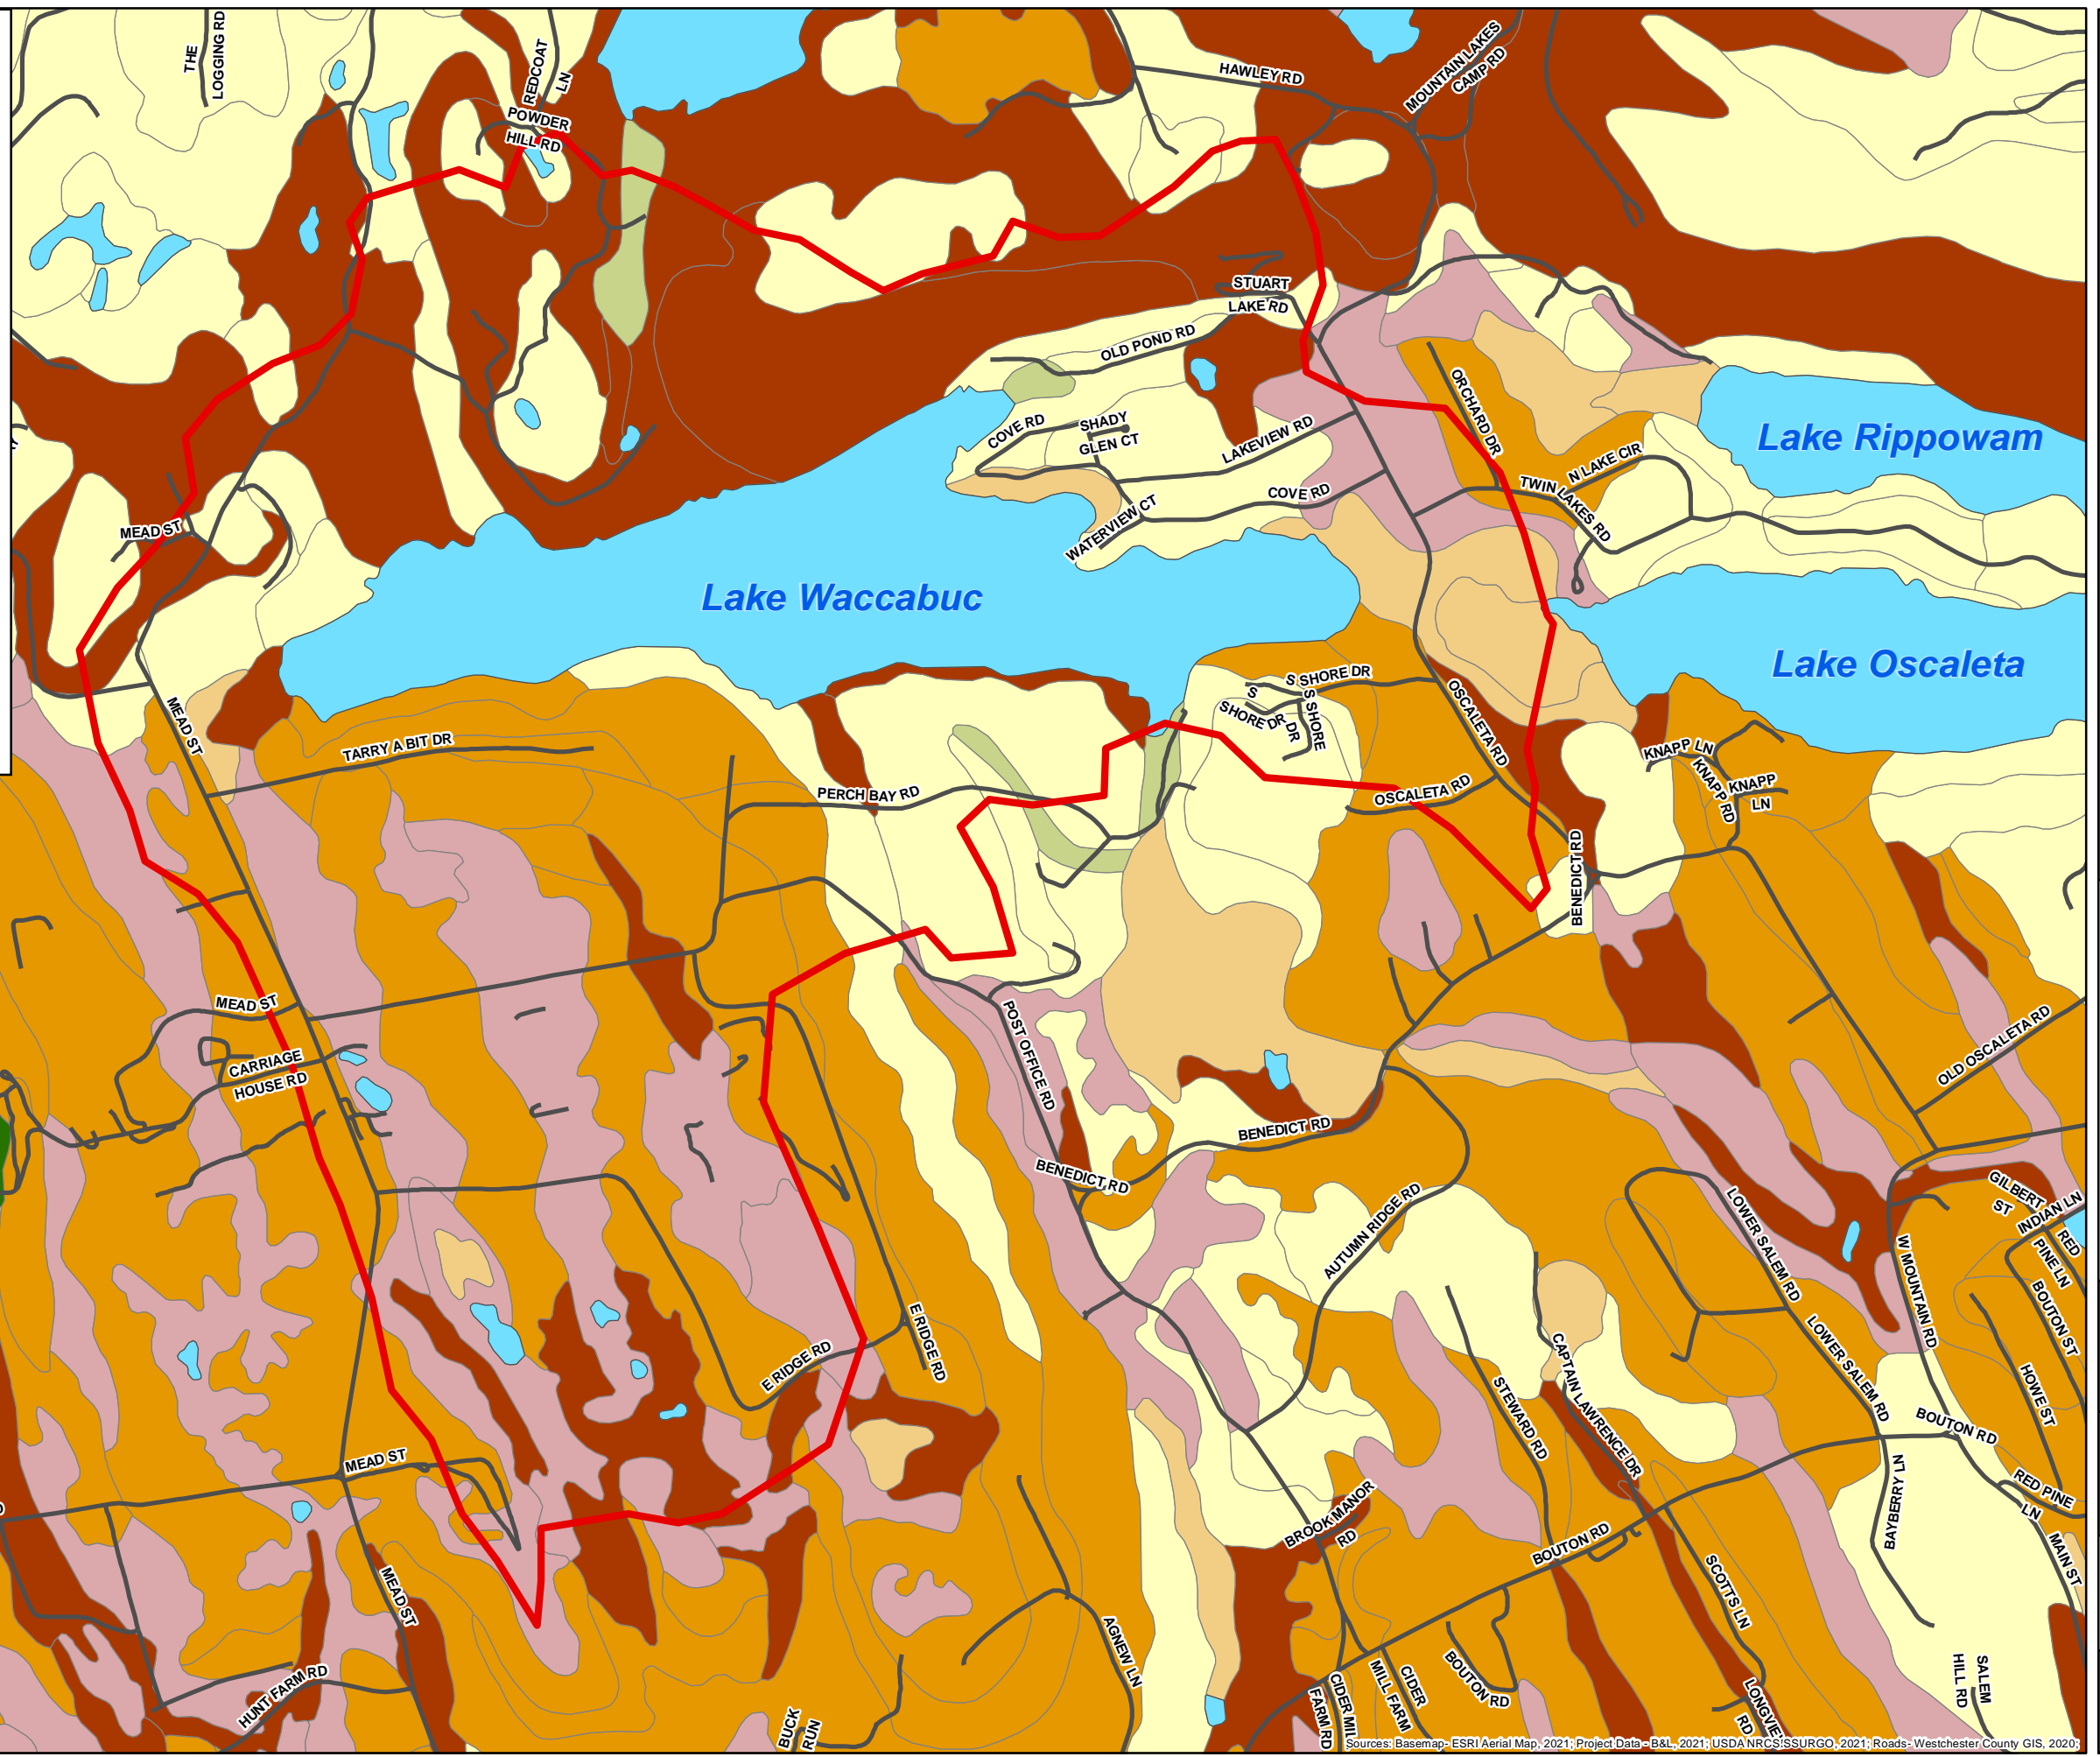 THE
LOGGING RD
REDCOAT
LN
POWDER
HILL RD
HAWLEY RD
MOUNTAIN LAKES
CAMP RD
STUART
LAKE RD
OLD POND RD
COVE RD
SHADY
GLEN CT
LAKEVIEW RD
COVE RD
WATERVIEW CT
ORCHARD DR
N LAKE CIR
TWIN LAKES RD
Lake Rippowam
MEAD ST
Lake Waccabuc
Lake Oscaleta
MEAD ST
TARRY A BIT DR
PERCH BAY RD
S SHORE DR
S
SHORE DR
S SHORE
DR
OSCALETA RD
OSCALETA RD
KNAPP LN
KNAPP RD
KNAPP
LN
BENEDICT RD
MEAD ST
CARRIAGE
HOUSE RD
POST OFFICE RD
OLD OSCALETA RD
BENEDICT RD
BENEDICT RD
AUTUMN RIDGE RD
LOWER SALEM RD
GILBERT
ST
INDIAN LN
RED
PINE LN
W MOUNTAIN RD
BOUTON ST
E RIDGE RD
E RIDGE RD
CAPTAIN LAWRENCE DR
LOWER SALEM RD
HOWE ST
STEWARD RD
BOUTON RD
MEAD ST
BAYBERRY LN
RED PINE
LN
BROOK MANOR
RD
BOUTON RD
MAIN ST
MEAD ST
SCOTTS LN
AGNEW LN
HUNT FARM RD
BUCK
RUN
CIDER MIL
FARM RD
MILL FARM
CIDER
BOUTON RD
LONGVIE
RD
HILL RD
SALEM
Sources: Basemap- ESRI Aerial Map, 2021; Project Data - B&L, 2021; USDA NRCS SSURGO, 2021; Roads- Westchester County GIS, 2020;